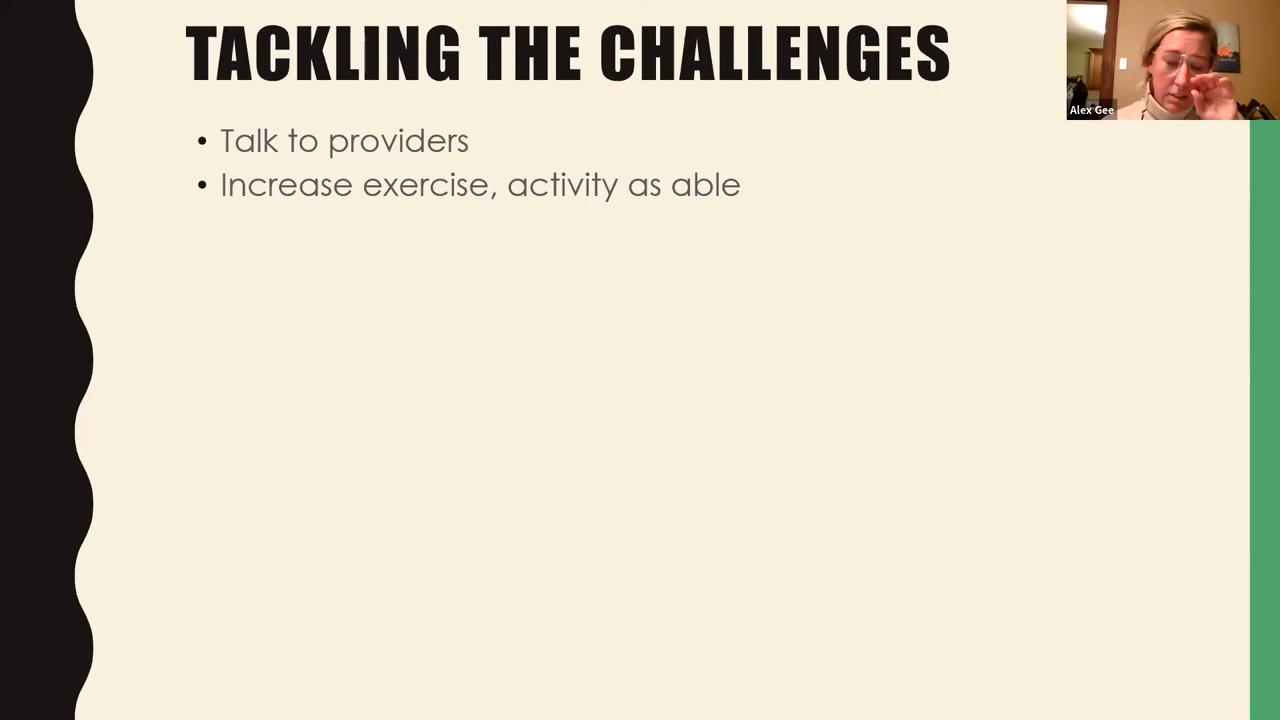 TACKLING THE CHALLENGES
• Talk to providers
• Increase exercise, activity as able
Alex Gee